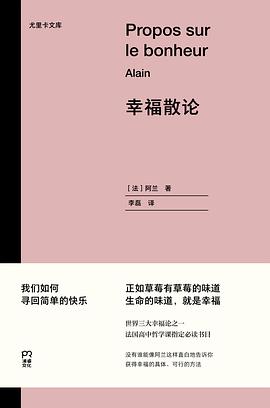 尤里卡文库
Propos sur
le bonheur
Alain
幸福散论
［法］阿兰 著
李磊 译
我们如何
寻回简单的快乐
正如草莓有草莓的味道
生命的味道，就是幸福
世界三大幸福论之一
法国高中哲学课指定必读书目
没有谁能像阿兰这样直白地告诉你
获得幸福的具体、可行的方法
浦睿
文化